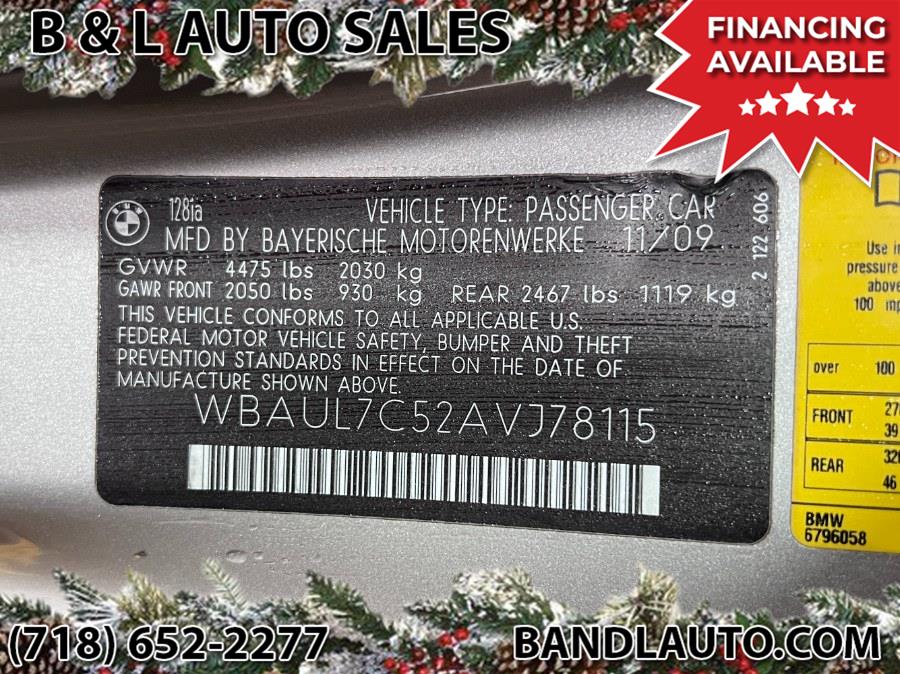 B & L AUTO SALES
FINANCING
AVAILABLE
BMW
128ia VEHICLE TYPE: PASSENGER CAR
MFD BY BAYERISCHE MOTORENWERKE 11/09
GVWR 4475 lbs 2030 kg
GAWR FRONT 2050 lbs 930 kg REAR 2467 lbs 1119 kg
THIS VEHICLE CONFORMS TO ALL APPLICABLE U.S.
FEDERAL MOTOR VEHICLE SAFETY, BUMPER AND THEFT
PREVENTION STANDARDS IN EFFECT ON THE DATE OF
MANUFACTURE SHOWN ABOVE.
WBAUL7C52AVJ78115
2 122 606
Use in
pressure
above
100
over 100
FRONT
39
REAR
46
BMW
6796058
(718) 652-2277
BANDLAUTO.COM